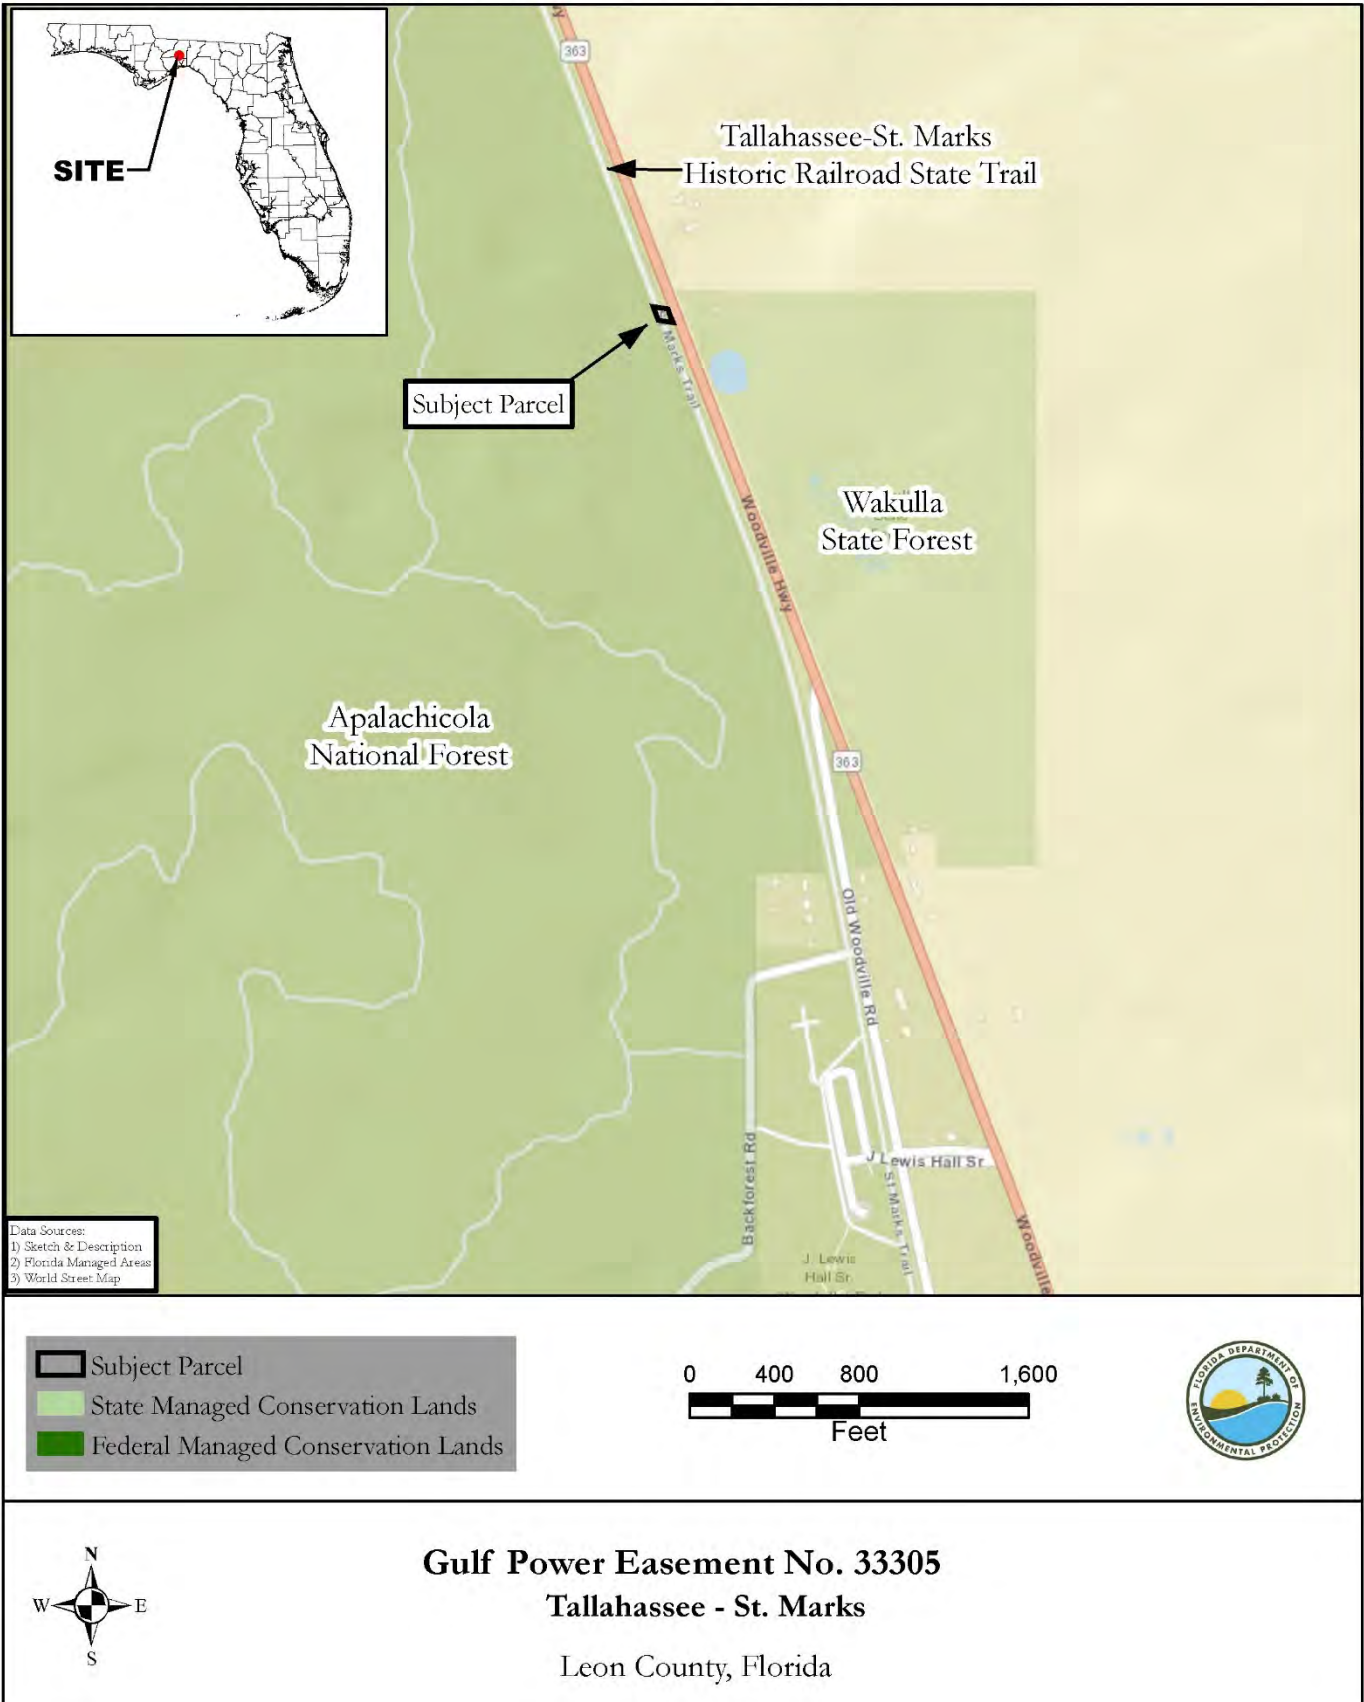 SITE
363
Tallahassee-St. Marks
Historic Railroad State Trail
Subject Parcel
Marks Trail
Wakulla
State Forest
Woodville Hwy
Apalachicola
National Forest
363
Old Woodville Rd
Backforest Rd
J Lewis Hall Sr
St Marks Trail
Woodville
J. Lewis
Hall Sr
Data Sources:
1) Sketch & Description
2) Florida Managed Areas
3) World Street Map
Subject Parcel
State Managed Conservation Lands
Federal Managed Conservation Lands
0 400 800 1,600
Feet
FLORIDA DEPARTMENT OF
ENVIRONMENTAL PROTECTION
N
W E
S
Gulf Power Easement No. 33305
Tallahassee - St. Marks
Leon County, Florida